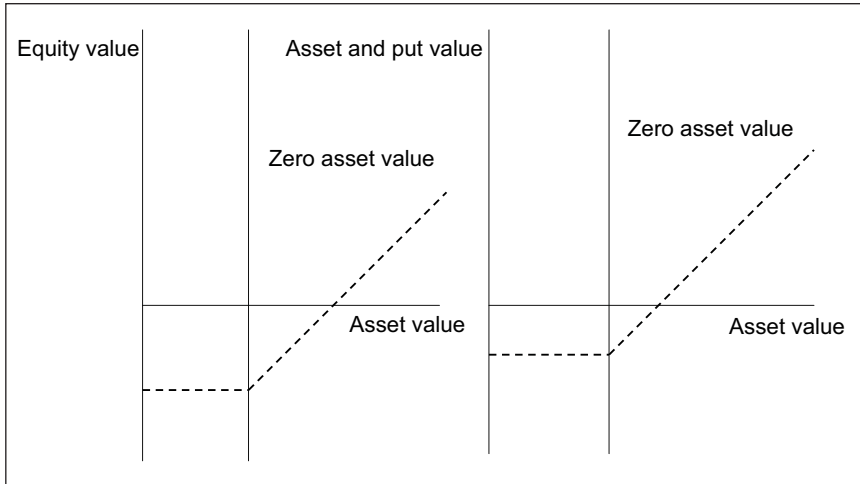 Equity value
Zero asset value
Asset value
Asset and put value
Zero asset value
Asset value